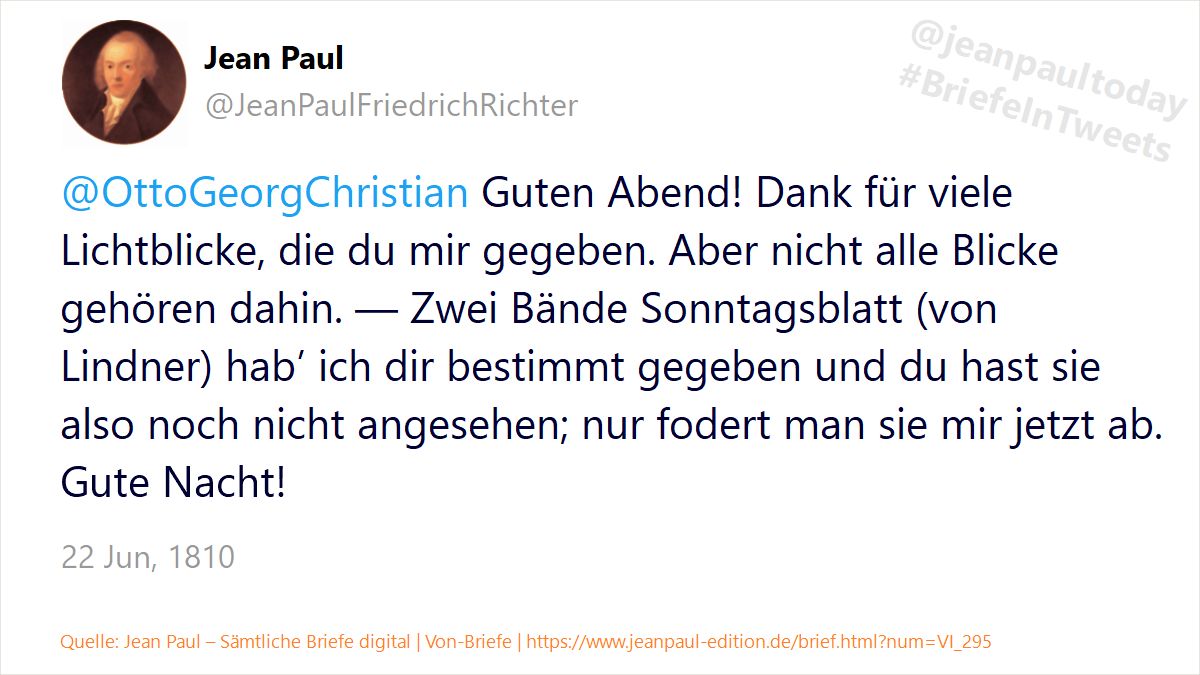 Jean Paul
@JeanPaulFriedrichRichter
@jeanpaultoday
#BriefeInTweets
@OttoGeorgChristian Guten Abend! Dank für viele
Lichtblicke, die du mir gegeben. Aber nicht alle Blicke
gehören dahin. — Zwei Bände Sonntagsblatt (von
Lindner) hab’ ich dir bestimmt gegeben und du hast sie
also noch nicht angesehen; nur fodert man sie mir jetzt ab.
Gute Nacht!
22 Jun, 1810
Quelle: Jean Paul – Sämtliche Briefe digital | Von-Briefe | https://www.jeanpaul-edition.de/brief.html?num=VI_295